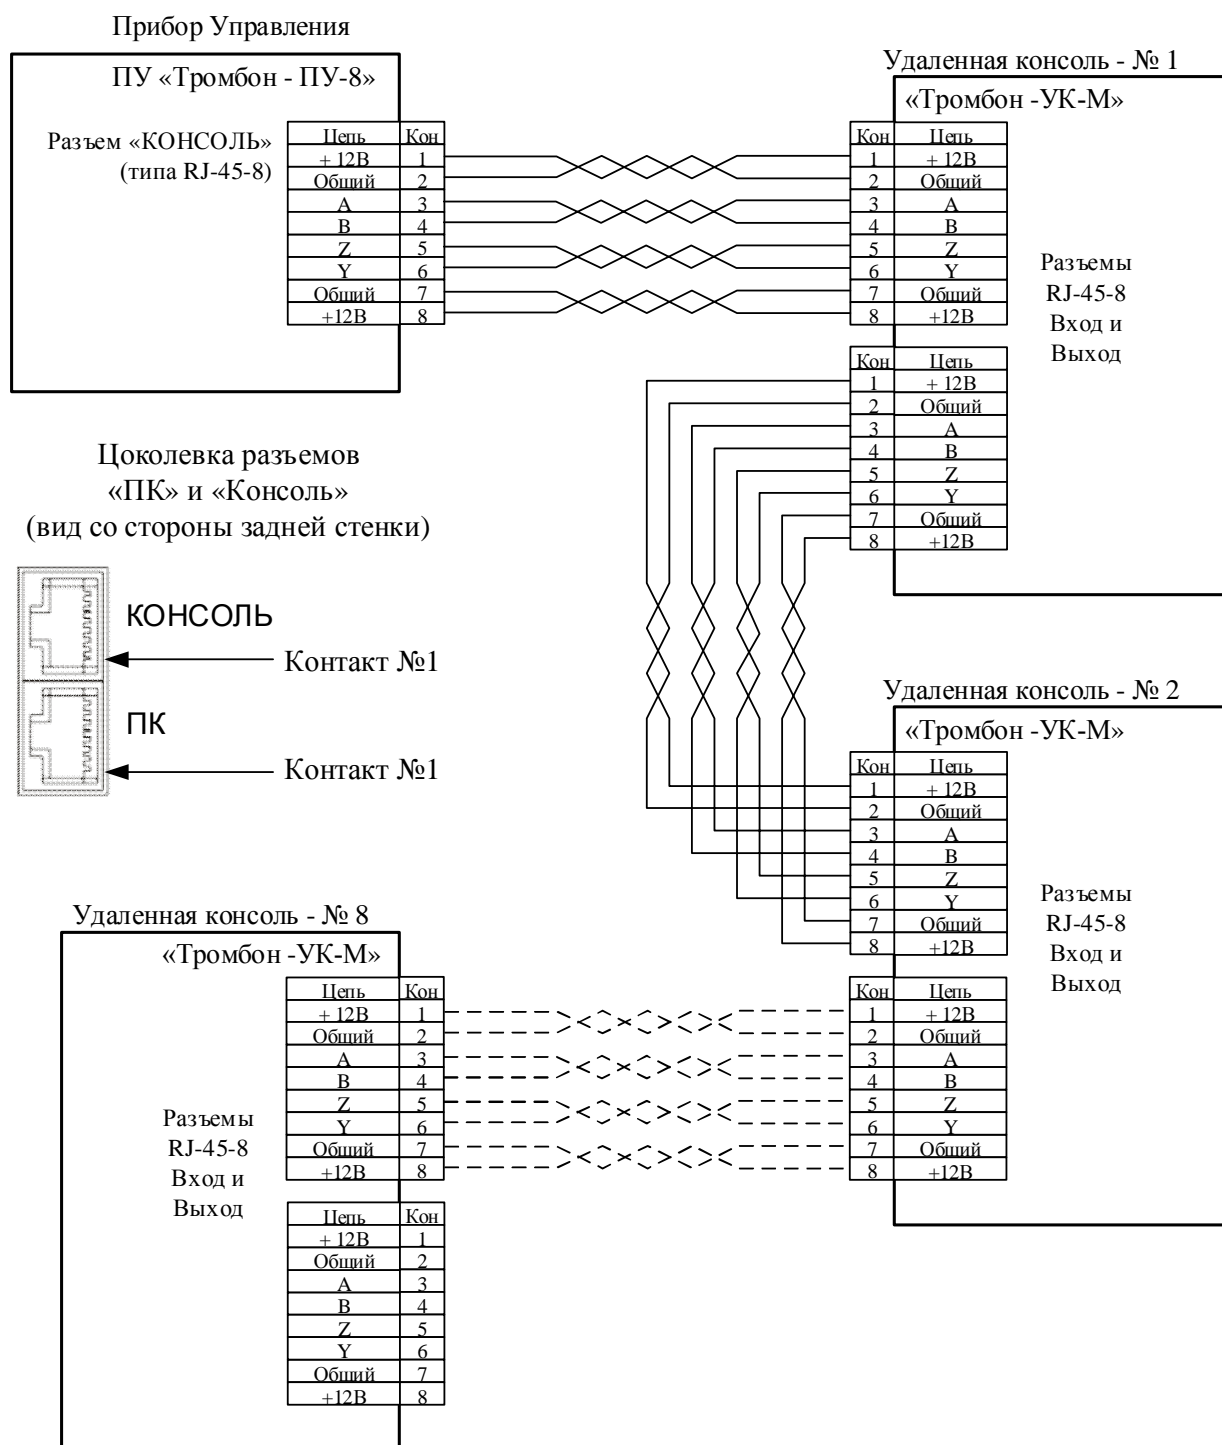 Прибор Управления
ПУ «Тромбон - ПУ-8»
Разъем «КОНСОЛЬ»
(типа RJ-45-8)
Цепь Кон
+ 12В 1
Общий 2
А 3
В 4
Z 5
Y 6
Общий 7
+12В 8
Удаленная консоль - № 1
«Тромбон -УК-М»
Кон Цепь
1 + 12В
2 Общий
3 А
4 В
5 Z
6 Y
7 Общий
8 +12В
Разъемы
RJ-45-8
Вход и
Выход
Кон Цепь
1 + 12В
2 Общий
3 А
4 В
5 Z
6 Y
7 Общий
8 +12В
Цоколевка разъемов
«ПК» и «Консоль»
(вид со стороны задней стенки)
КОНСОЛЬ
Контакт №1
ПК
Контакт №1
Удаленная консоль - № 2
«Тромбон -УК-М»
Кон Цепь
1 + 12В
2 Общий
3 А
4 В
5 Z
6 Y
7 Общий
8 +12В
Разъемы
RJ-45-8
Вход и
Выход
Кон Цепь
1 + 12В
2 Общий
3 А
4 В
5 Z
6 Y
7 Общий
8 +12В
Удаленная консоль - № 8
«Тромбон -УК-М»
Цепь Кон
+ 12В 1
Общий 2
А 3
В 4
Z 5
Y 6
Общий 7
+12В 8
Разъемы
RJ-45-8
Вход и
Выход
Цепь Кон
+ 12В 1
Общий 2
А 3
В 4
Z 5
Y 6
Общий 7
+12В 8